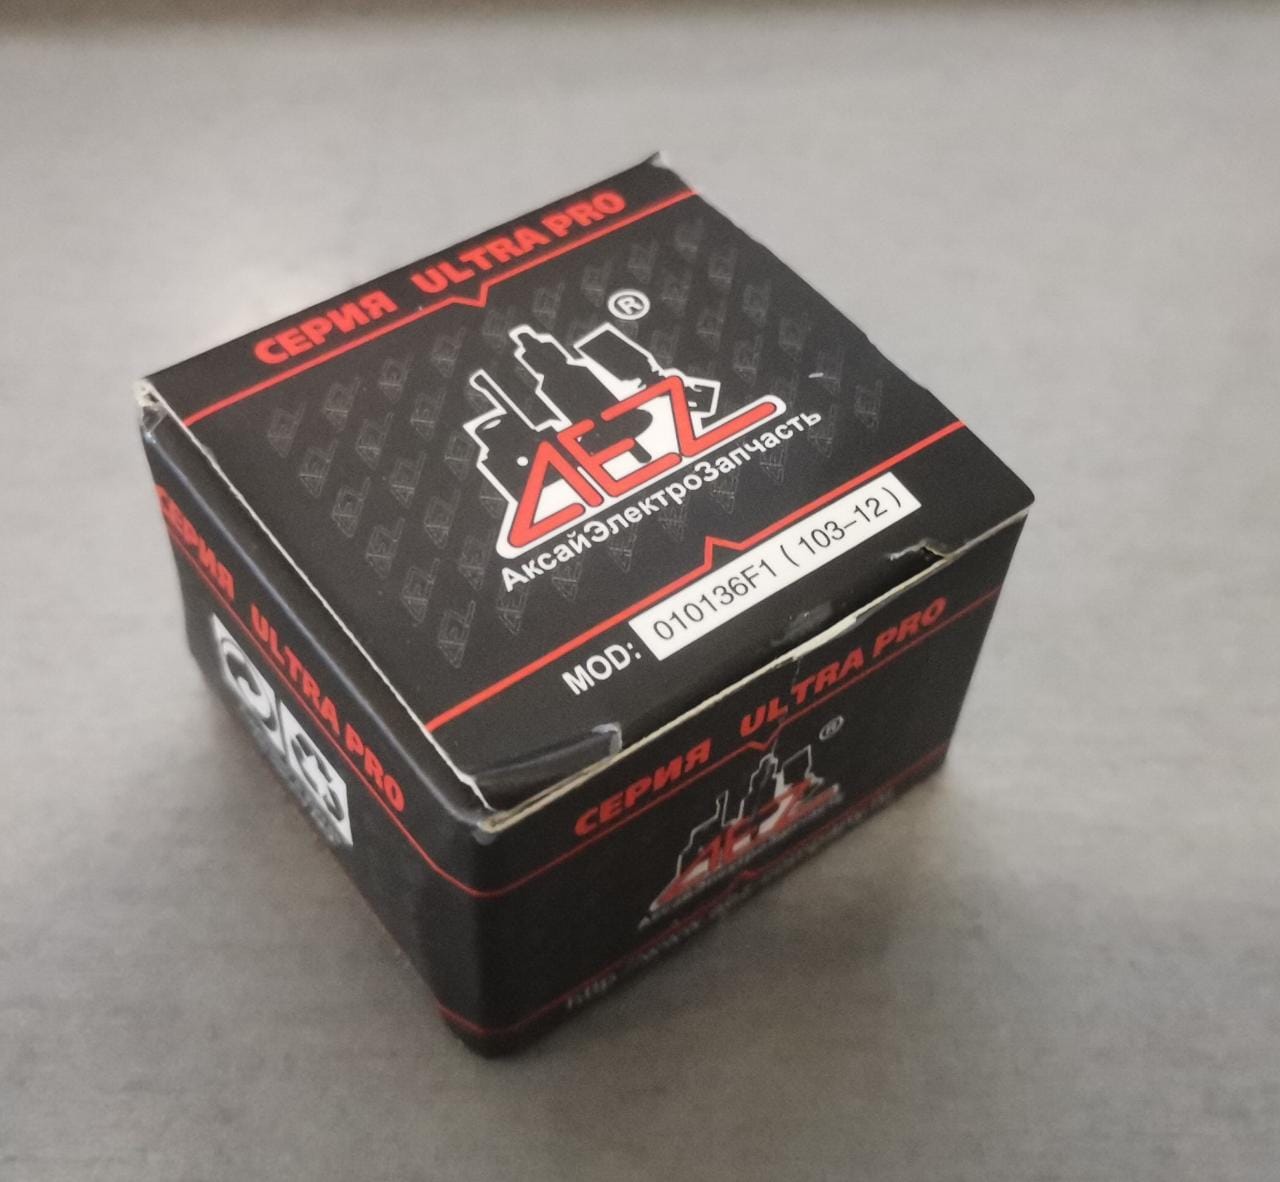 СЕРИЯ ULTRA PRO
®
AEZ
АксайЭлектроЗапчасть
MOD: 010136F1 ( 103-12 )
СЕРИЯ ULTRA PRO
СЕРИЯ ULTRA PRO
®
AEZ